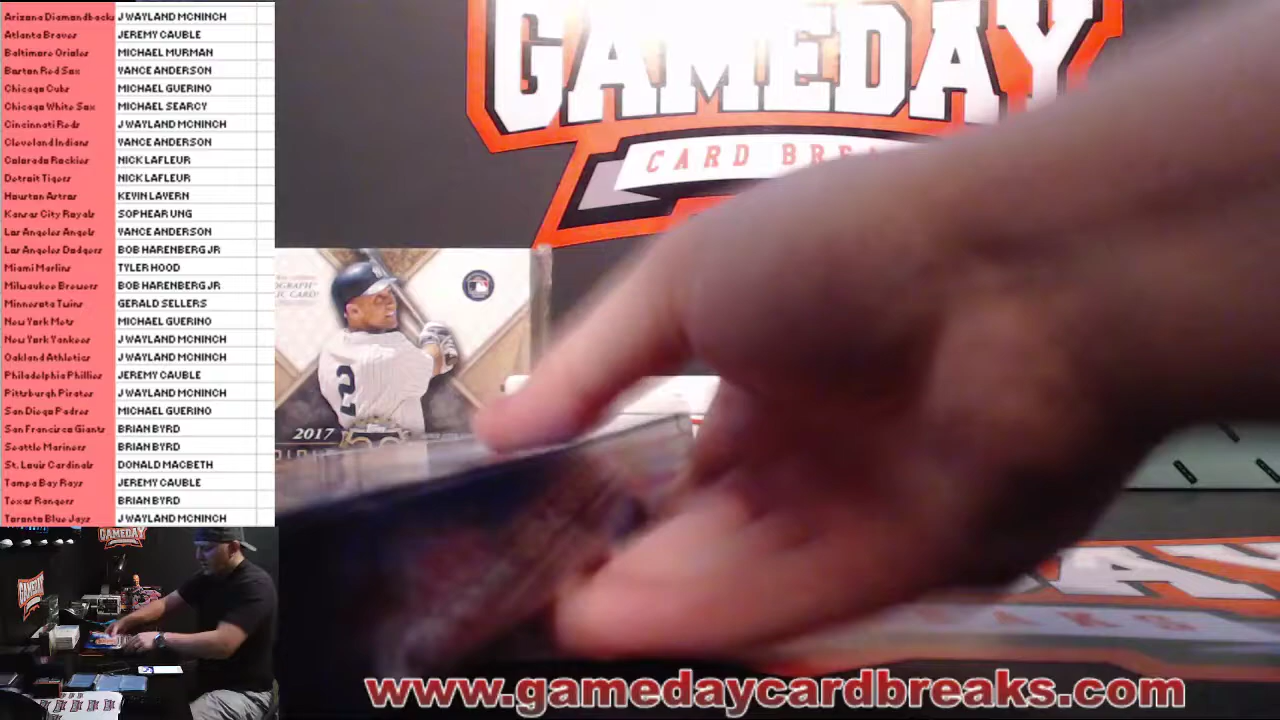 Arizona Diamondbacks J WAYLAND MCNINCH
Atlanta Braves JEREMY CAUBLE
Baltimore Orioles MICHAEL MURMAN
Boston Red Sox VANCE ANDERSON
Chicago Cubs MICHAEL GUERINO
Chicago White Sox MICHAEL SEARCY
Cincinnati Reds J WAYLAND MCNINCH
Cleveland Indians VANCE ANDERSON
Colorado Rockies NICK LAFLEUR
Detroit Tigers NICK LAFLEUR
Houston Astros KEVIN LAVERN
Kansas City Royals SOPHEAR UNG
Los Angeles Angels VANCE ANDERSON
Los Angeles Dodgers BOB HARENBERG JR
Miami Marlins TYLER HOOD
Milwaukee Brewers BOB HARENBERG JR
Minnesota Twins GERALD SELLERS
New York Mets MICHAEL GUERINO
New York Yankees J WAYLAND MCNINCH
Oakland Athletics J WAYLAND MCNINCH
Philadelphia Phillies JEREMY CAUBLE
Pittsburgh Pirates J WAYLAND MCNINCH
San Diego Padres MICHAEL GUERINO
San Francisco Giants BRIAN BYRD
Seattle Mariners BRIAN BYRD
St. Louis Cardinals DONALD MACBETH
Tampa Bay Rays JEREMY CAUBLE
Texas Rangers BRIAN BYRD
Toronto Blue Jays J WAYLAND MCNINCH
GAMEDAY
CARD BRE
2
2017
GAMEDAY
GAMEDAY
www.gamedaycardbreaks.com